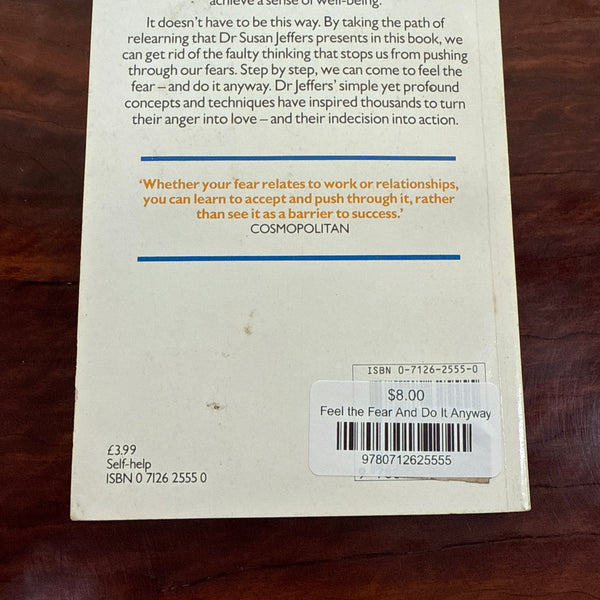 achieve a sense of well-being.
It doesn't have to be this way. By taking the path of
relearning that Dr Susan Jeffers presents in this book, we
can get rid of the faulty thinking that stops us from pushing
through our fears. Step by step, we can come to feel the
fear – and do it anyway. Dr Jeffers' simple yet profound
concepts and techniques have inspired thousands to turn
their anger into love – and their indecision into action.
'Whether your fear relates to work or relationships,
you can learn to accept and push through it, rather
than see it as a barrier to success.'
COSMOPOLITAN
ISBN 0-7126-2555-0
$8.00
Feel the Fear And Do It Anyway
9780712625555
£3.99
Self-help
ISBN 0 7126 2555 0